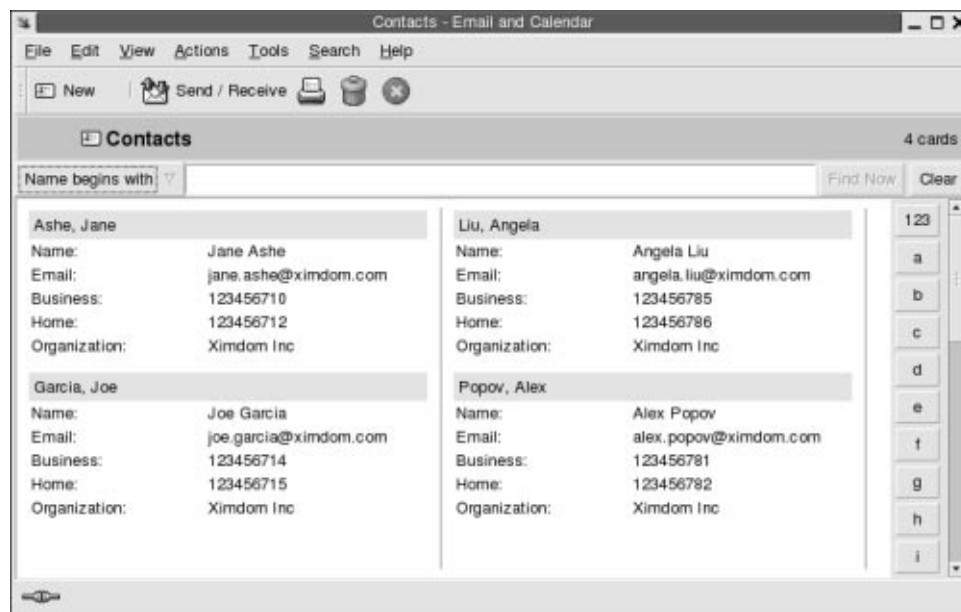 Contacts - Email and Calendar
File Edit View Actions Tools Search Help
New Send / Receive
Contacts 4 cards
Name begins with Find Now Clear
Ashe, Jane
Name: Jane Ashe
Email: jane.ashe@ximdom.com
Business: 123456710
Home: 123456712
Organization: Ximdom Inc
Garcia, Joe
Name: Joe Garcia
Email: joe.garcia@ximdom.com
Business: 123456714
Home: 123456715
Organization: Ximdom Inc
Liu, Angela
Name: Angela Liu
Email: angela.liu@ximdom.com
Business: 123456785
Home: 123456786
Organization: Ximdom Inc
Popov, Alex
Name: Alex Popov
Email: alex.popov@ximdom.com
Business: 123456781
Home: 123456782
Organization: Ximdom Inc
123
a
b
c
d
e
f
g
h
i